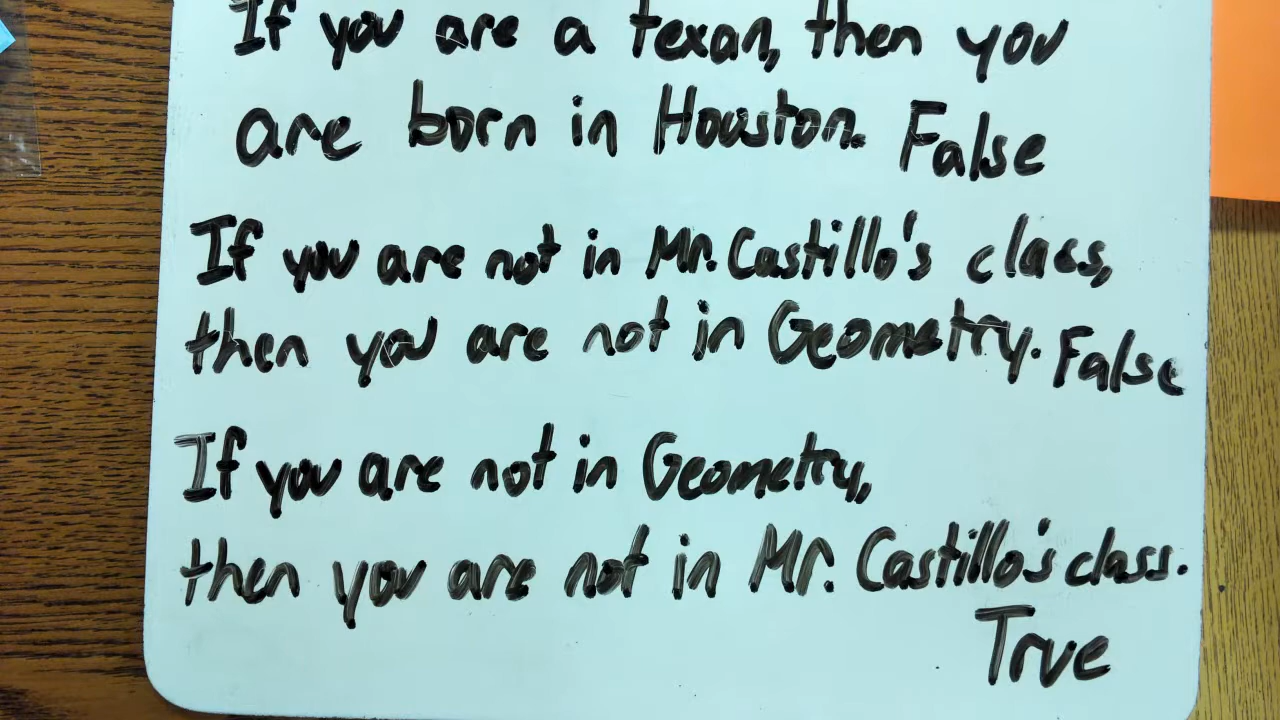 If you are a texan, then you
are born in Houston. False
If you are not in Mr. Castillo's class,
then you are not in Geometry. False
If you are not in Geometry,
then you are not in Mr. Castillo's class.
True